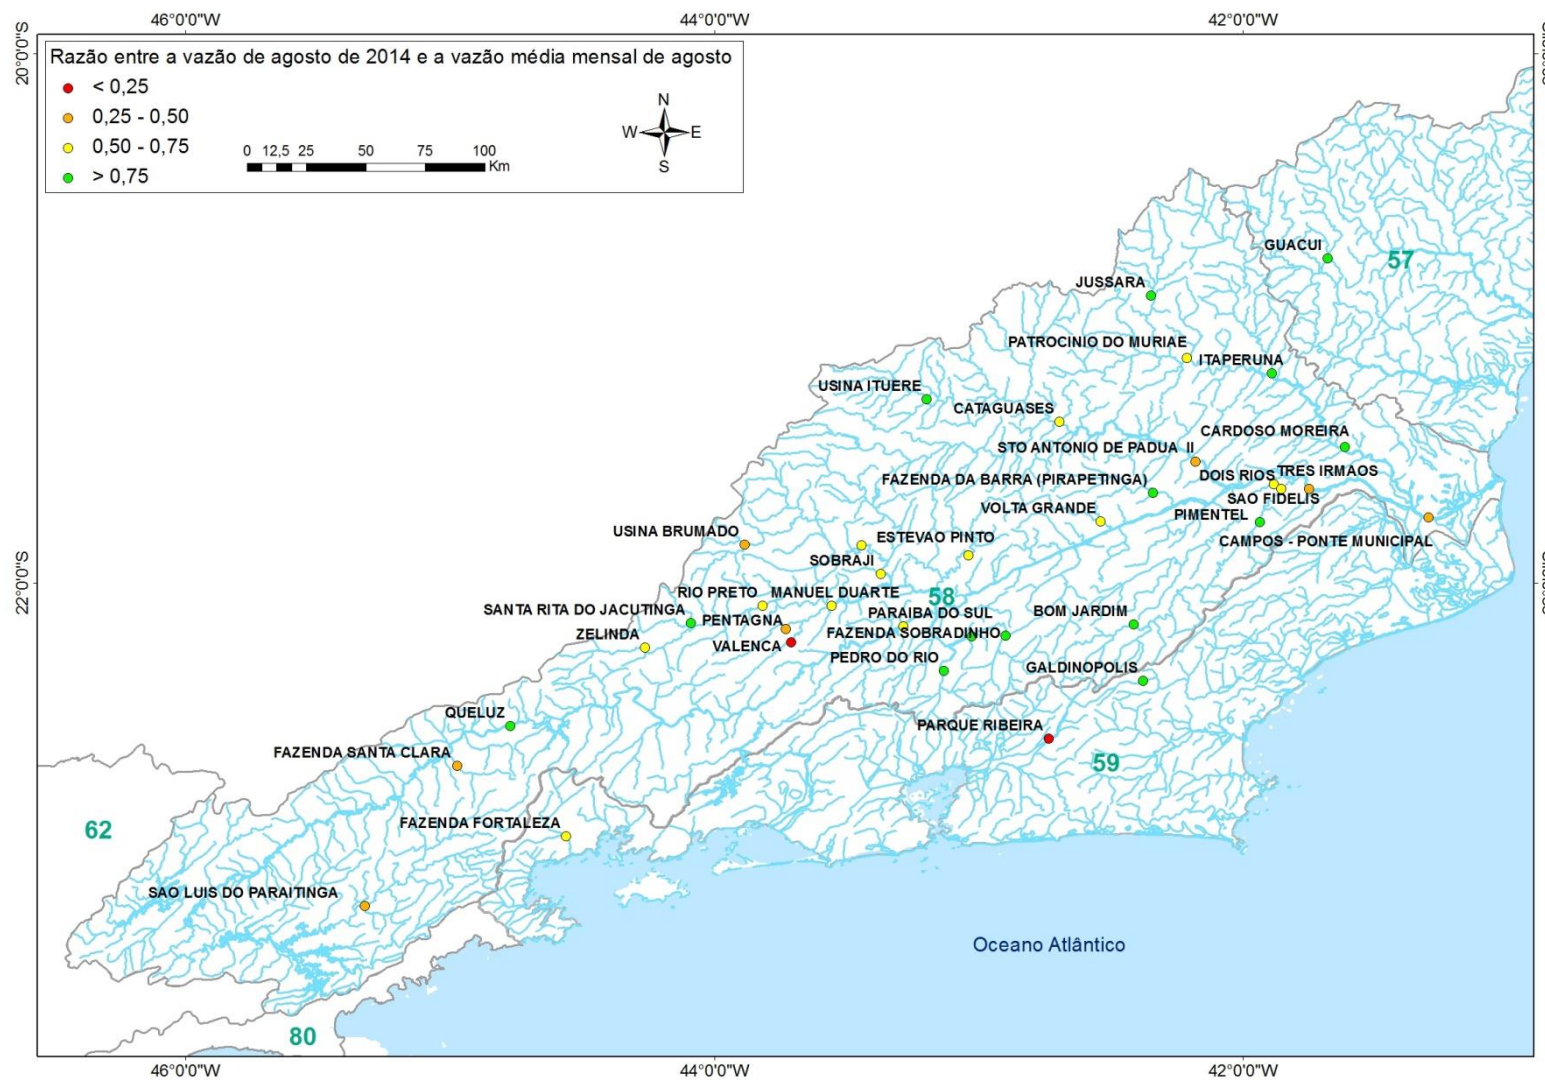 46°0'0"W 44°0'0"W 42°0'0"W
20°0'0"S
Razão entre a vazão de agosto de 2014 e a vazão média mensal de agosto
< 0,25
0,25 - 0,50
0,50 - 0,75
> 0,75
0 12,5 25 50 75 100
Km
N
W E
S
GUACUI
57
JUSSARA
PATROCINIO DO MURIAE
ITAPERUNA
USINA ITUERE
CATAGUASES
CARDOSO MOREIRA
STO ANTONIO DE PADUA II
DOIS RIOS
TRES IRMAOS
FAZENDA DA BARRA (PIRAPETINGA)
SAO FIDELIS
VOLTA GRANDE
PIMENTEL
USINA BRUMADO
ESTEVAO PINTO
CAMPOS - PONTE MUNICIPAL
SOBRAJI
22°0'0"S
RIO PRETO
MANUEL DUARTE
58
SANTA RITA DO JACUTINGA
PENTAGNA
PARAIBA DO SUL
BOM JARDIM
ZELINDA
FAZENDA SOBRADINHO
VALENCA
PEDRO DO RIO
GALDINOPOLIS
QUELUZ
PARQUE RIBEIRA
FAZENDA SANTA CLARA
59
62
FAZENDA FORTALEZA
SAO LUIS DO PARAITINGA
Oceano Atlântico
80
46°0'0"W 44°0'0"W 42°0'0"W